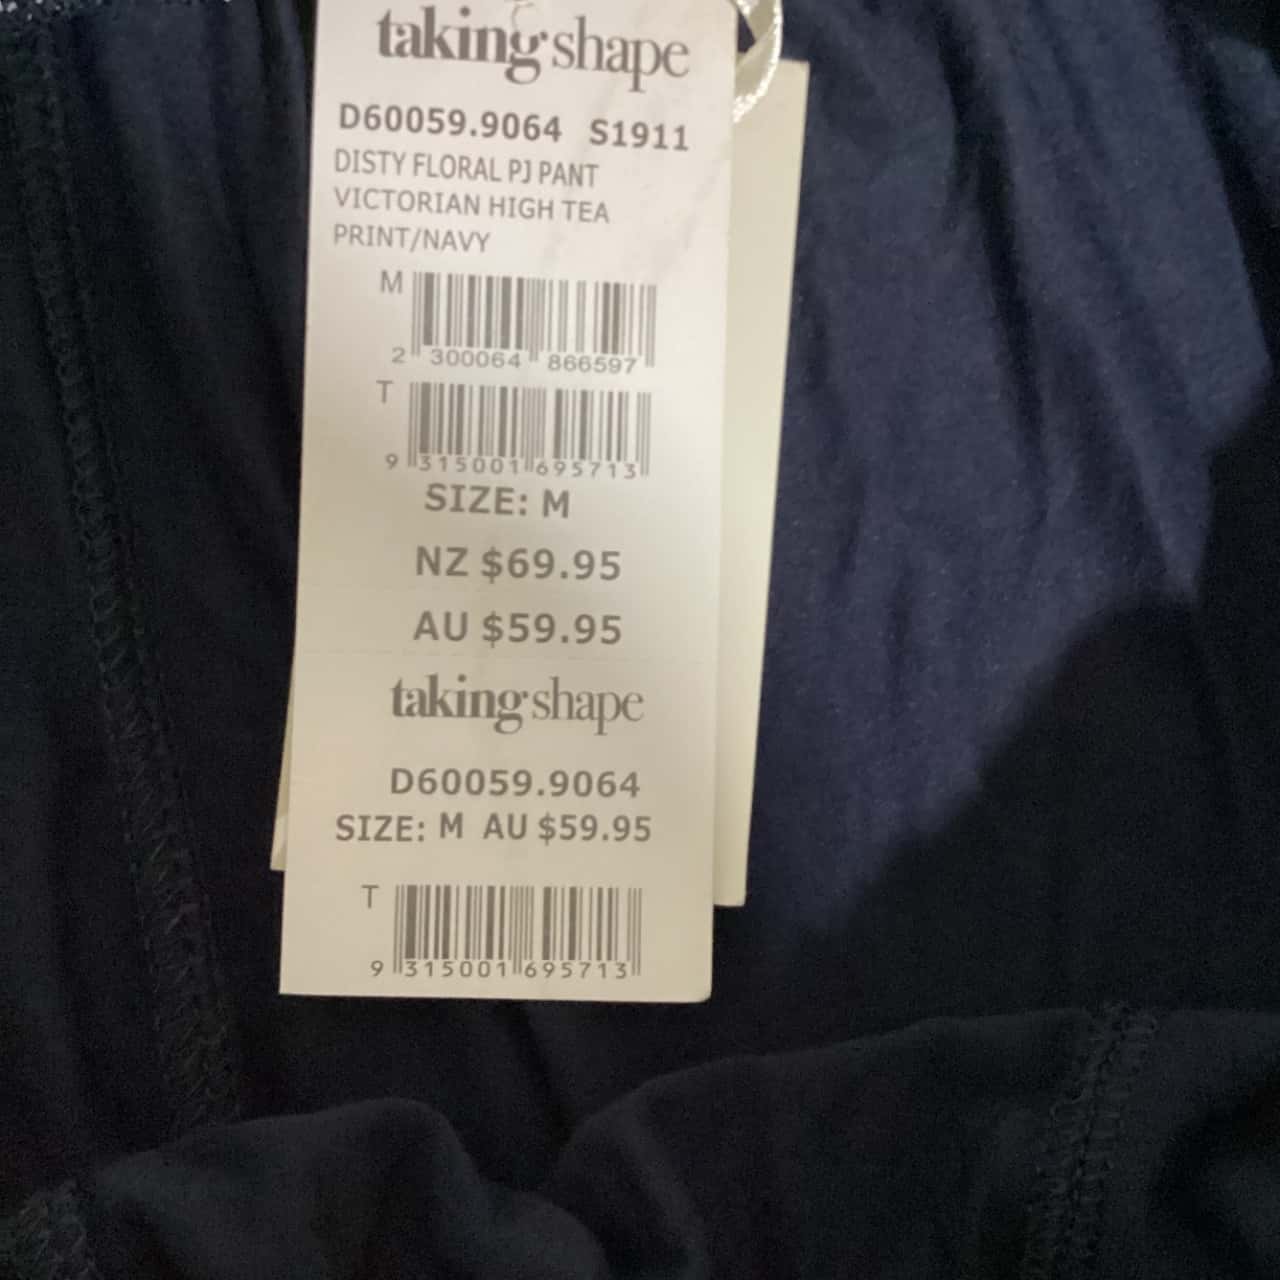 taking shape
D60059.9064 S1911
DISTY FLORAL PJ PANT
VICTORIAN HIGH TEA
PRINT/NAVY
M
2 300064 866597
T
9 315001 695713
SIZE: M
NZ $69.95
AU $59.95
taking shape
D60059.9064
SIZE: M AU $59.95
T
9 315001 695713